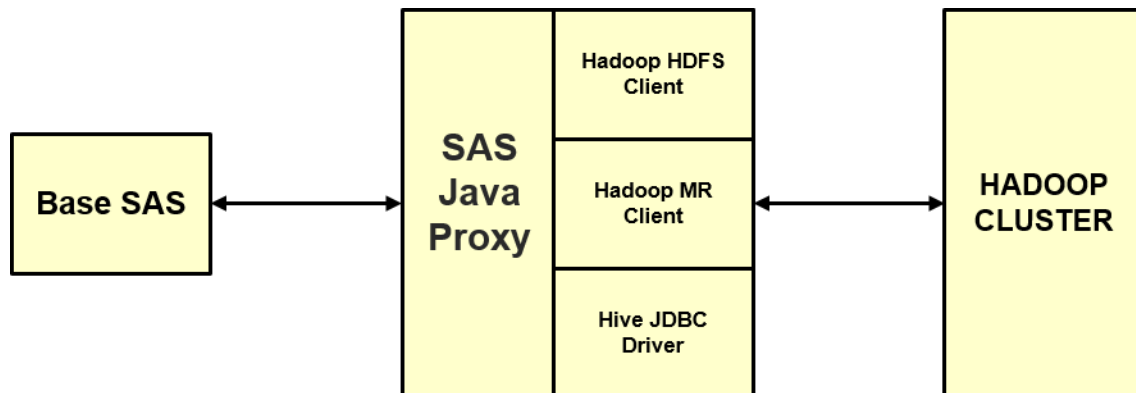 Base SAS
SAS
Java
Proxy
Hadoop HDFS
Client
Hadoop MR
Client
Hive JDBC
Driver
HADOOP
CLUSTER